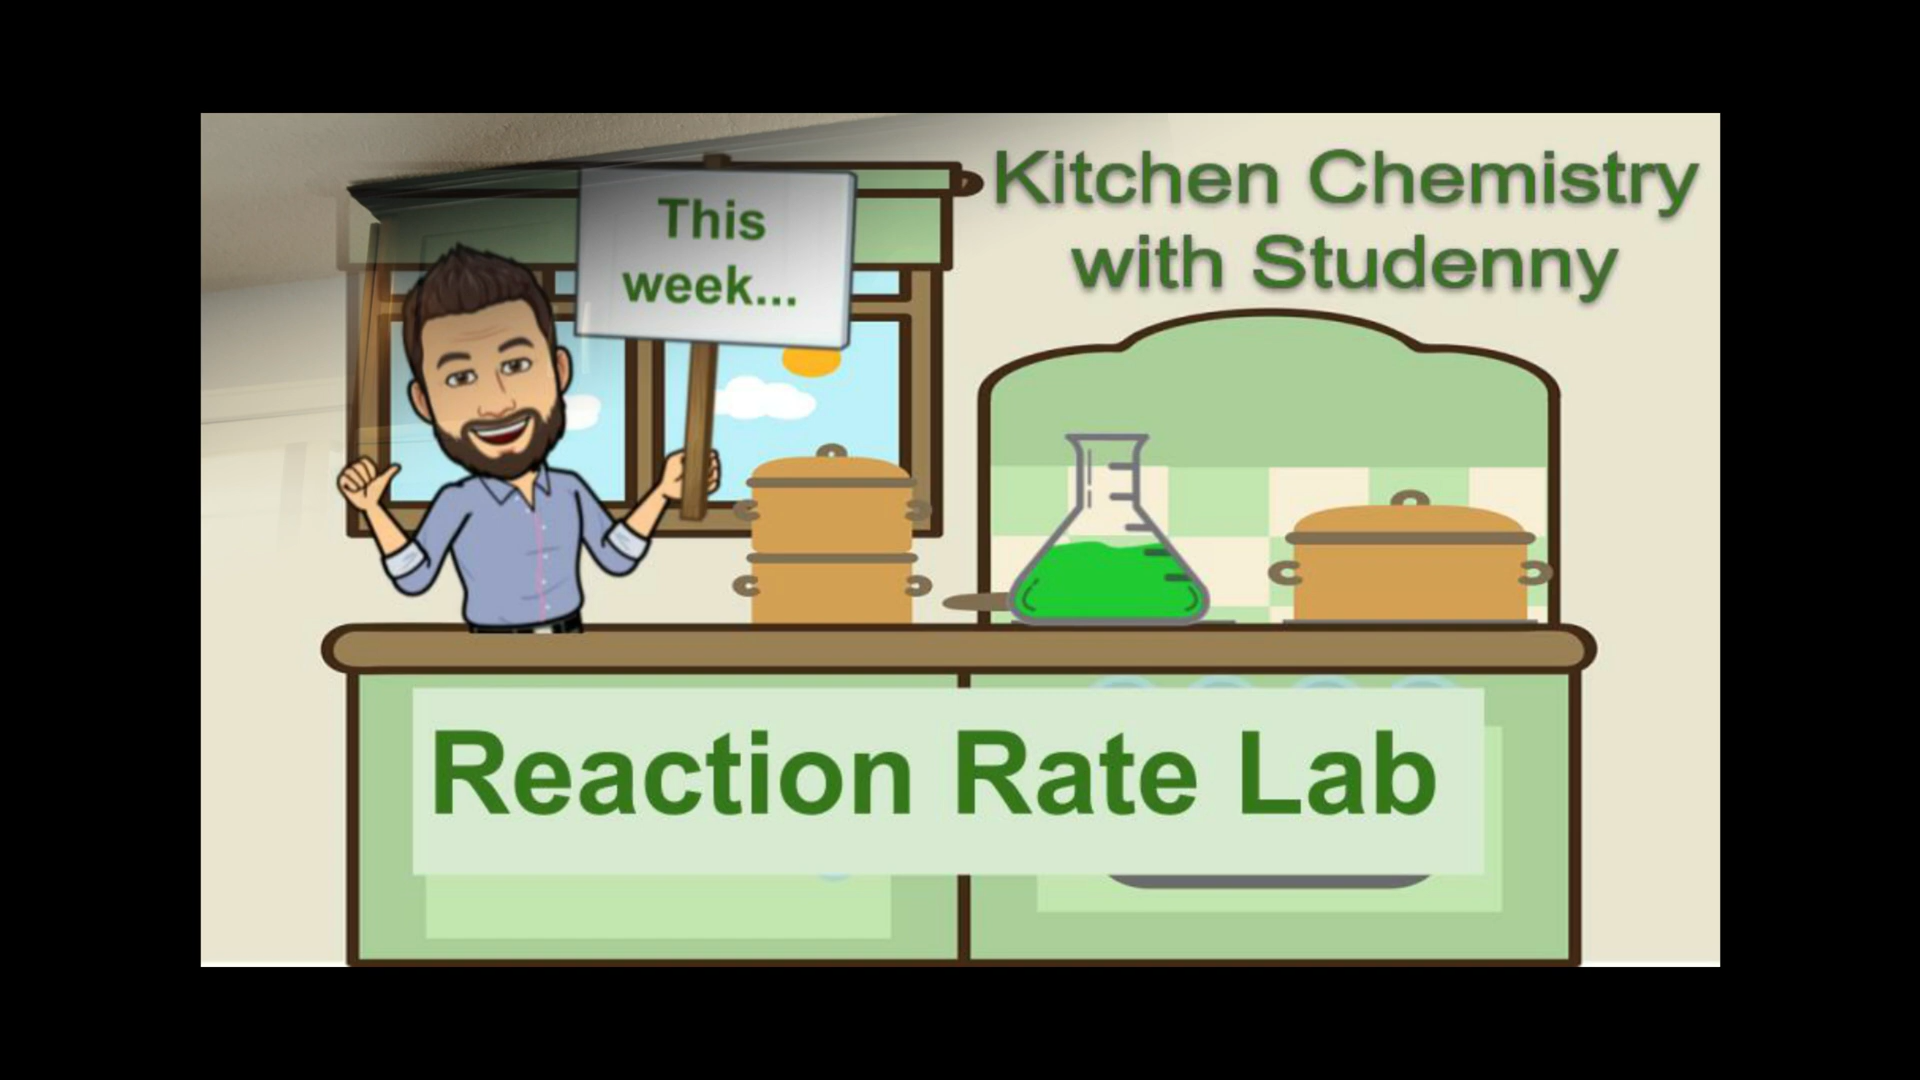 Kitchen Chemistry
with Studenny
This
week...
Reaction Rate Lab